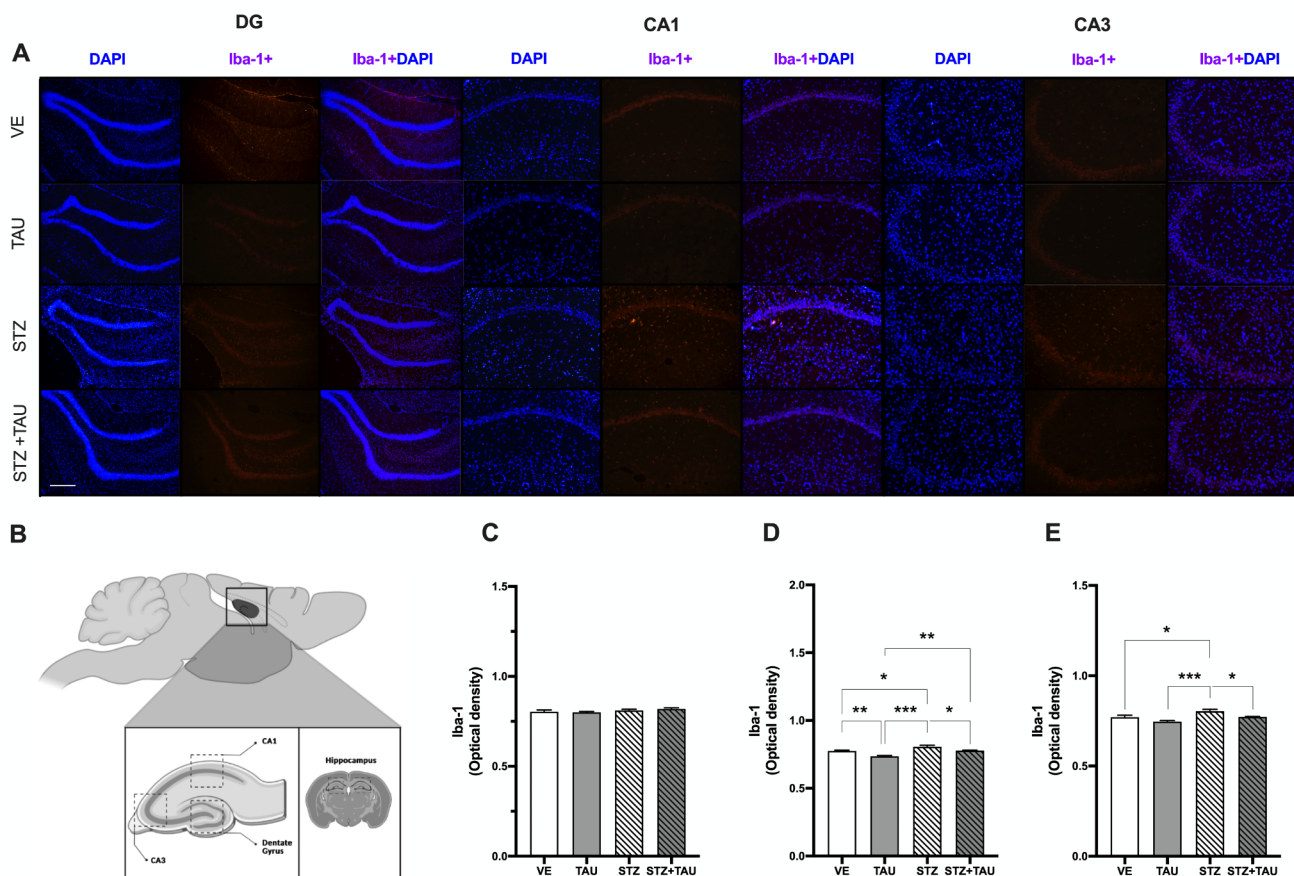 DG CA1 CA3
A
DAPI Iba-1+ Iba-1+DAPI DAPI Iba-1+ Iba-1+DAPI DAPI Iba-1+ Iba-1+DAPI
VE
TAU
STZ
STZ +TAU
B
CA1
Hippocampus
Dentate
Gyrus
CA3
C
Iba-1
(Optical density)
1.5
1.0
0.5
0.0
VE TAU STZ STZ+TAU
D
Iba-1
(Optical density)
2.0
1.5
1.0
0.5
0.0
**
*
** *** *
VE TAU STZ STZ+TAU
E
Iba-1
(Optical density)
1.5
1.0
0.5
0.0
*
*** *
VE TAU STZ STZ+TAU